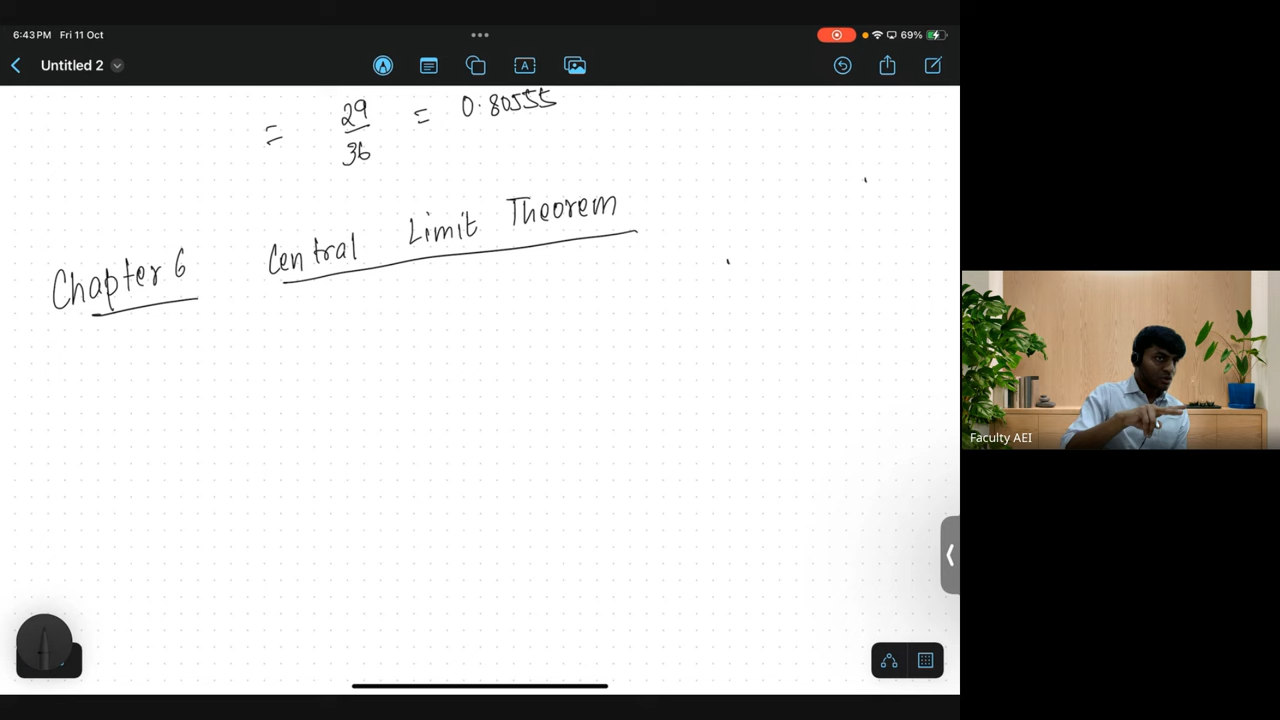 6:43 PM Fri 11 Oct
69%
Untitled 2
A
= 29/36 = 0.80555
Chapter 6 Central Limit Theorem
Faculty AEI